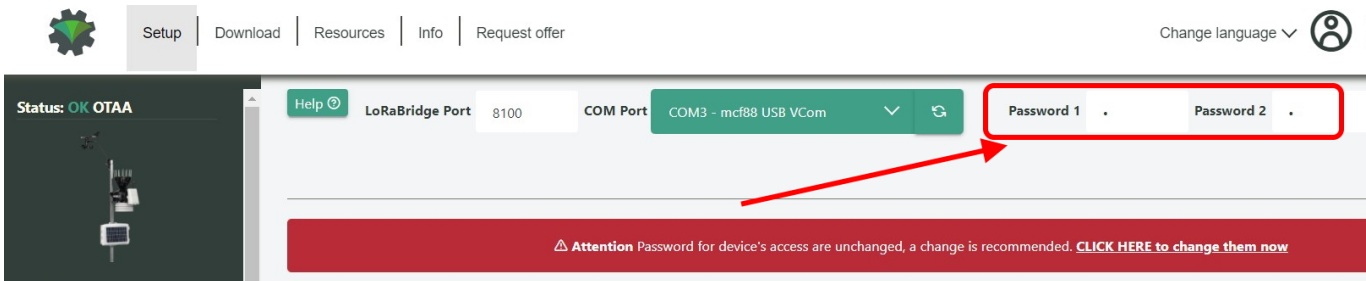 Setup Download Resources Info Request offer Change language
Status: OK OTAA
Help LoRaBridge Port 8100 COM Port COM3 - mcf88 USB VCom Password 1 . Password 2 .
Attention Password for device's access are unchanged, a change is recommended. CLICK HERE to change them now